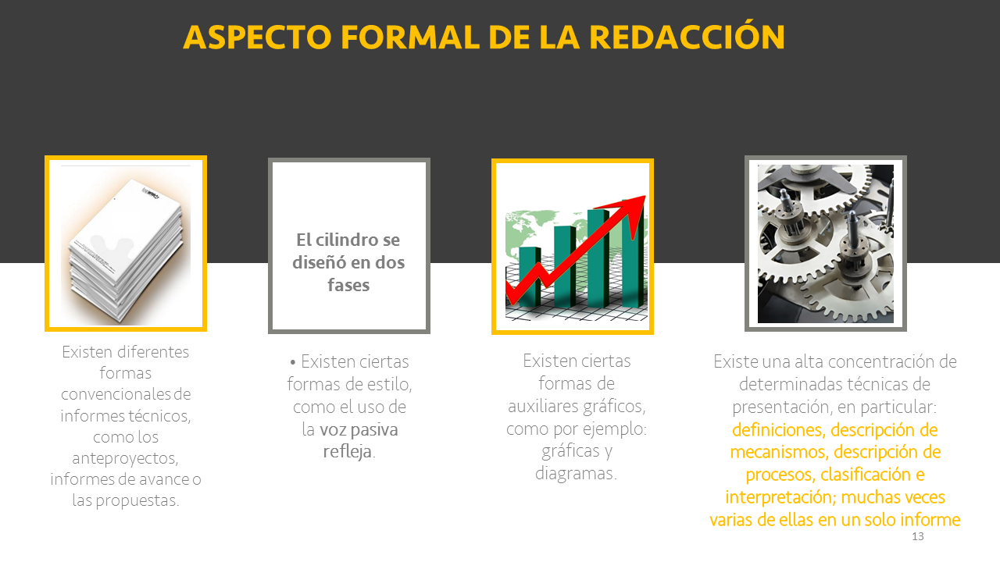 ASPECTO FORMAL DE LA REDACCIÓN
El cilindro se
diseñó en dos
fases
Existen diferentes
formas
convencionales de
informes técnicos,
como los
anteproyectos,
informes de avance o
las propuestas.
• Existen ciertas
formas de estilo,
como el uso de
la voz pasiva
refleja.
Existen ciertas
formas de
auxiliares gráficos,
como por ejemplo:
gráficas y
diagramas.
Existe una alta concentración de
determinadas técnicas de
presentación, en particular:
definiciones, descripción de
mecanismos, descripción de
procesos, clasificación e
interpretación; muchas veces
varias de ellas en un solo informe
13